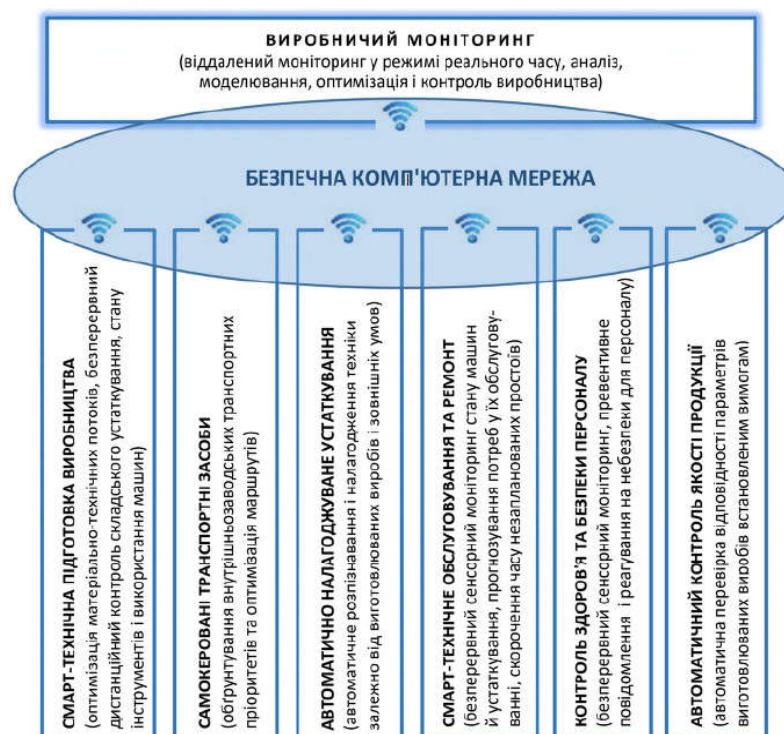 ВИРОБНИЧИЙ МОНІТОРИНГ
(віддалений моніторинг у режимі реального часу, аналіз,
моделювання, оптимізація і контроль виробництва)
БЕЗПЕЧНА КОМП'ЮТЕРНА МЕРЕЖА
СМАРТ-ТЕХНІЧНА ПІДГОТОВКА ВИРОБНИЦТВА
(оптимізація матеріально-технічних потоків, безперервний
дистанційний контроль складського устаткування, стану
інструментів і використання машин)
САМОКЕРОВАНІ ТРАНСПОРТНІ ЗАСОБИ
(обґрунтування внутрішньозаводських транспортних
пріоритетів та оптимізація маршрутів)
АВТОМАТИЧНО НАЛАГОДЖУВАНЕ УСТАТКУВАННЯ
(автоматичне розпізнавання і налагодження техніки
залежно від виготовлюваних виробів і зовнішніх умов)
СМАРТ-ТЕХНІЧНЕ ОБСЛУГОВУВАННЯ ТА РЕМОНТ
(безперервний сенсорний моніторинг стану машин
й устаткування, прогнозування потреб у їх обслугову-
ванні, скорочення часу незапланованих простоїв)
КОНТРОЛЬ ЗДОРОВ'Я ТА БЕЗПЕКИ ПЕРСОНАЛУ
(безперервний сенсорний моніторинг, превентивне
повідомлення і реагування на небезпеки для персоналу)
АВТОМАТИЧНИЙ КОНТРОЛЬ ЯКОСТІ ПРОДУКЦІЇ
(автоматична перевірка відповідності параметрів
виготовлюваних виробів встановленим вимогам)